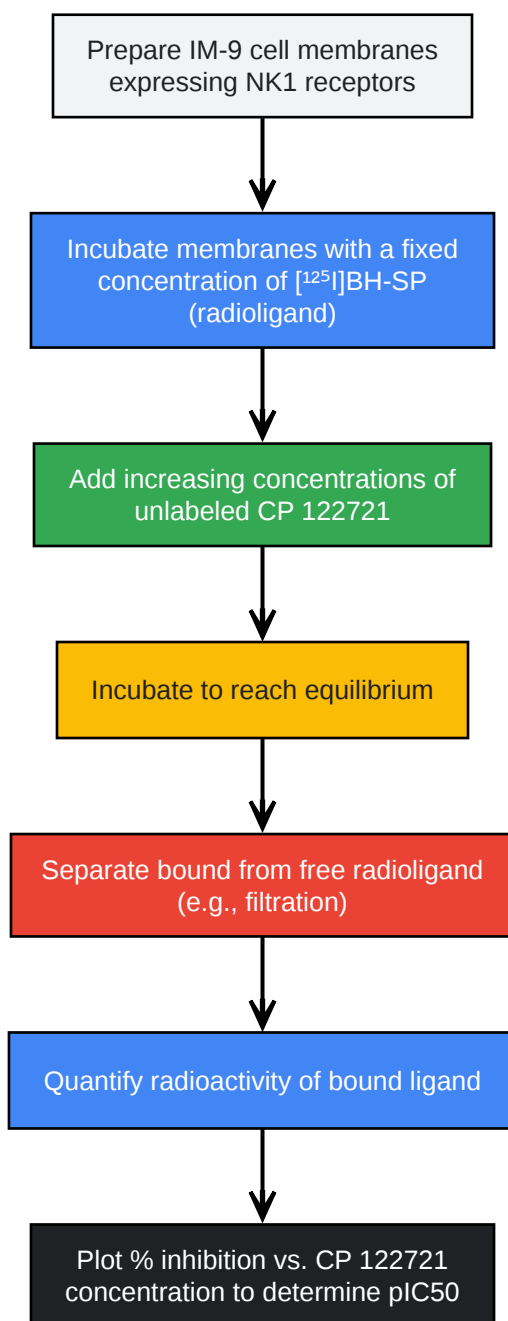 Prepare IM-9 cell membranes
expressing NK1 receptors
Incubate membranes with a fixed
concentration of [¹²⁵I]BH-SP
(radioligand)
Add increasing concentrations of
unlabeled CP 122721
Incubate to reach equilibrium
Separate bound from free radioligand
(e.g., filtration)
Quantify radioactivity of bound ligand
Plot % inhibition vs. CP 122721
concentration to determine pIC50